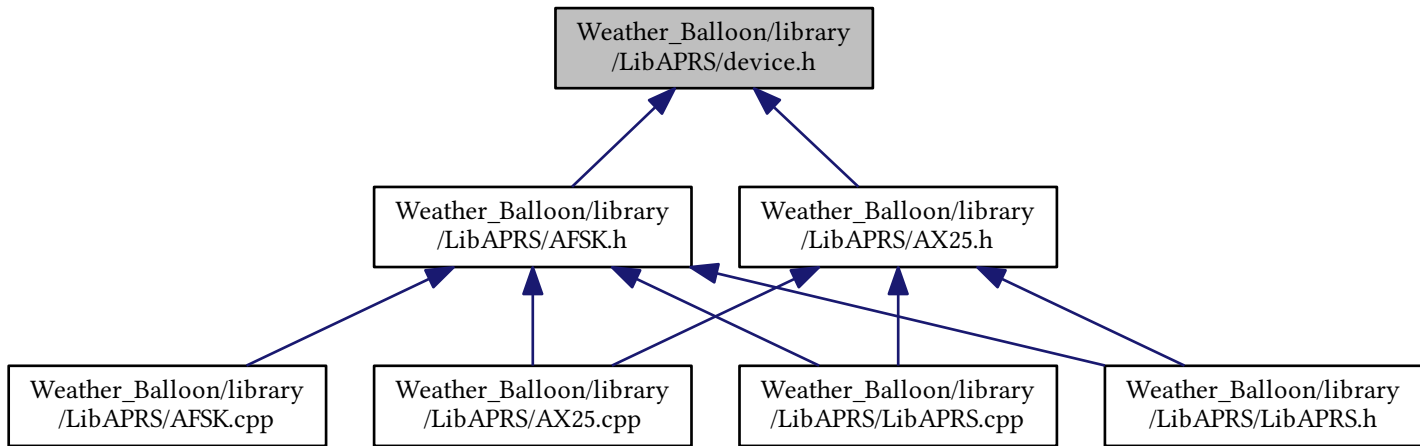 Weather_Balloon/library
/LibAPRS/device.h
Weather_Balloon/library
/LibAPRS/AFSK.h
Weather_Balloon/library
/LibAPRS/AX25.h
Weather_Balloon/library
/LibAPRS/AFSK.cpp
Weather_Balloon/library
/LibAPRS/AX25.cpp
Weather_Balloon/library
/LibAPRS/LibAPRS.cpp
Weather_Balloon/library
/LibAPRS/LibAPRS.h